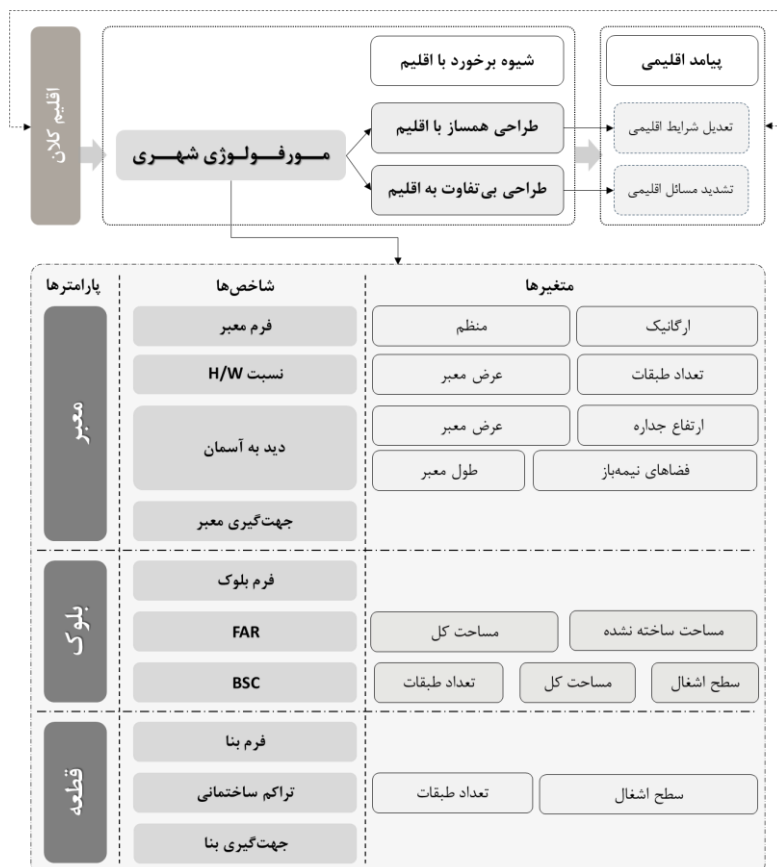 شیوه برخورد با اقلیم
پیامد اقلیمی
اقلیم کلان
مـــورفـــولـــوژی شهـــری
طراحی همساز با اقلیم
تعدیل شرایط اقلیمی
طراحی بی‌تفاوت به اقلیم
تشدید مسائل اقلیمی
پارامترها
شاخص‌ها
متغیرها
معبر
فرم معبر
منظم
ارگانیک
نسبت H/W
عرض معبر
تعداد طبقات
دید به آسمان
عرض معبر
ارتفاع جداره
طول معبر
فضاهای نیمه‌باز
جهت‌گیری معبر
بلوک
فرم بلوک
FAR
مساحت کل
مساحت ساخته نشده
BSC
تعداد طبقات
مساحت کل
سطح اشغال
قطعه
فرم بنا
تراکم ساختمانی
تعداد طبقات
سطح اشغال
جهت‌گیری بنا